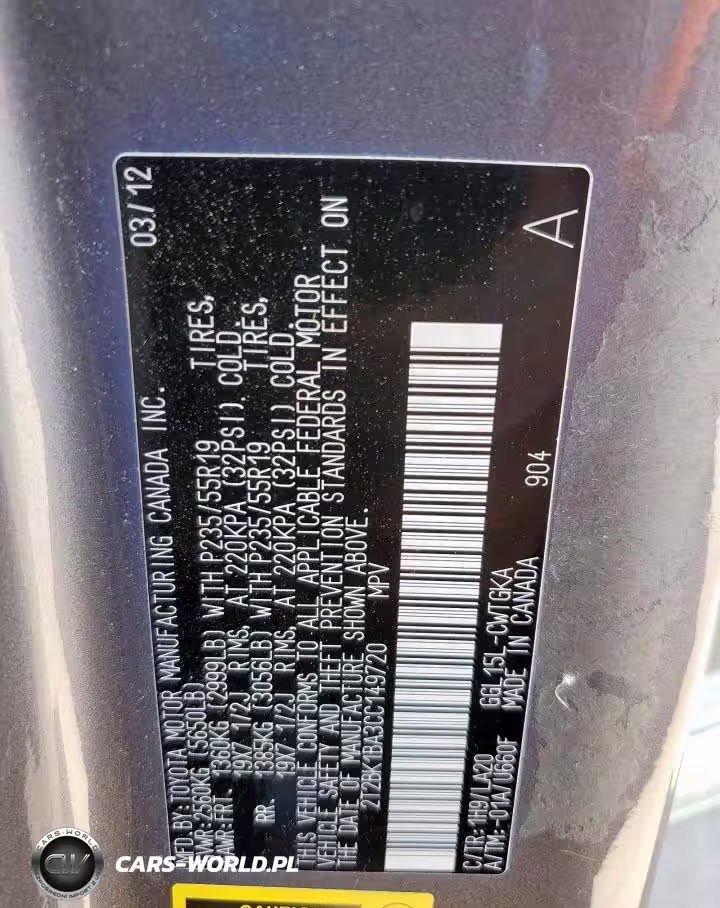 MFD. BY: TOYOTA MOTOR MANUFACTURING CANADA INC. 03/12
GVWR: 2560KG (5650LB)
GAWR: FRT. 1360KG (2999LB) WITH P235/55R19 TIRES,
19X7 1/2J RIMS, AT 220KPA (32PSI) COLD.
RR. 1385KG (3056LB) WITH P235/55R19 TIRES,
19X7 1/2J RIMS, AT 220KPA (32PSI) COLD.
THIS VEHICLE CONFORMS TO ALL APPLICABLE FEDERAL MOTOR
VEHICLE SAFETY AND THEFT PREVENTION STANDARDS IN EFFECT ON
THE DATE OF MANUFACTURE SHOWN ABOVE.
2T2BK1BA3CC149720 MPV
C/TR: 1H9/LA20 GGL15L-CWTGKA 904 A
A/TM: -01A/U660F MADE IN CANADA
CARS-WORLD
CW
CARS-WORLD.PL